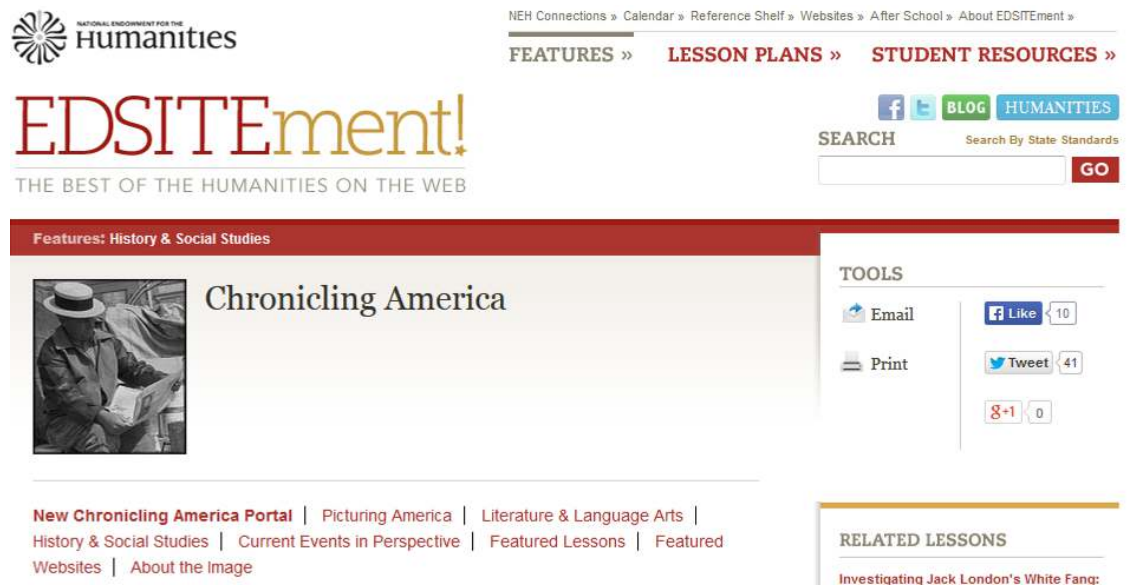 NATIONAL ENDOWMENT FOR THE
Humanities
NEH Connections » Calendar » Reference Shelf » Websites » After School » About EDSITEment »
FEATURES » LESSON PLANS » STUDENT RESOURCES »
EDSITEment!
THE BEST OF THE HUMANITIES ON THE WEB
f t BLOG HUMANITIES
SEARCH Search By State Standards
GO
Features: History & Social Studies
Chronicling America
TOOLS
Email
f Like 10
Print
Tweet 41
g+1 0
New Chronicling America Portal | Picturing America | Literature & Language Arts |
History & Social Studies | Current Events in Perspective | Featured Lessons | Featured
Websites | About the Image
RELATED LESSONS
Investigating Jack London's White Fang: